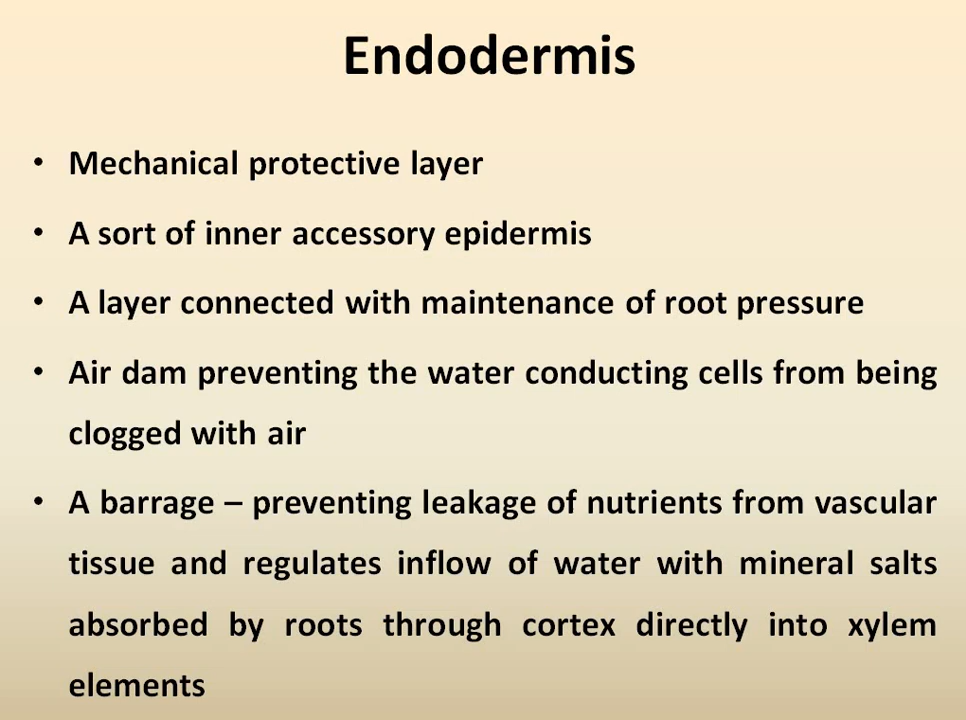 Endodermis
• Mechanical protective layer
• A sort of inner accessory epidermis
• A layer connected with maintenance of root pressure
• Air dam preventing the water conducting cells from being
clogged with air
• A barrage – preventing leakage of nutrients from vascular
tissue and regulates inflow of water with mineral salts
absorbed by roots through cortex directly into xylem
elements